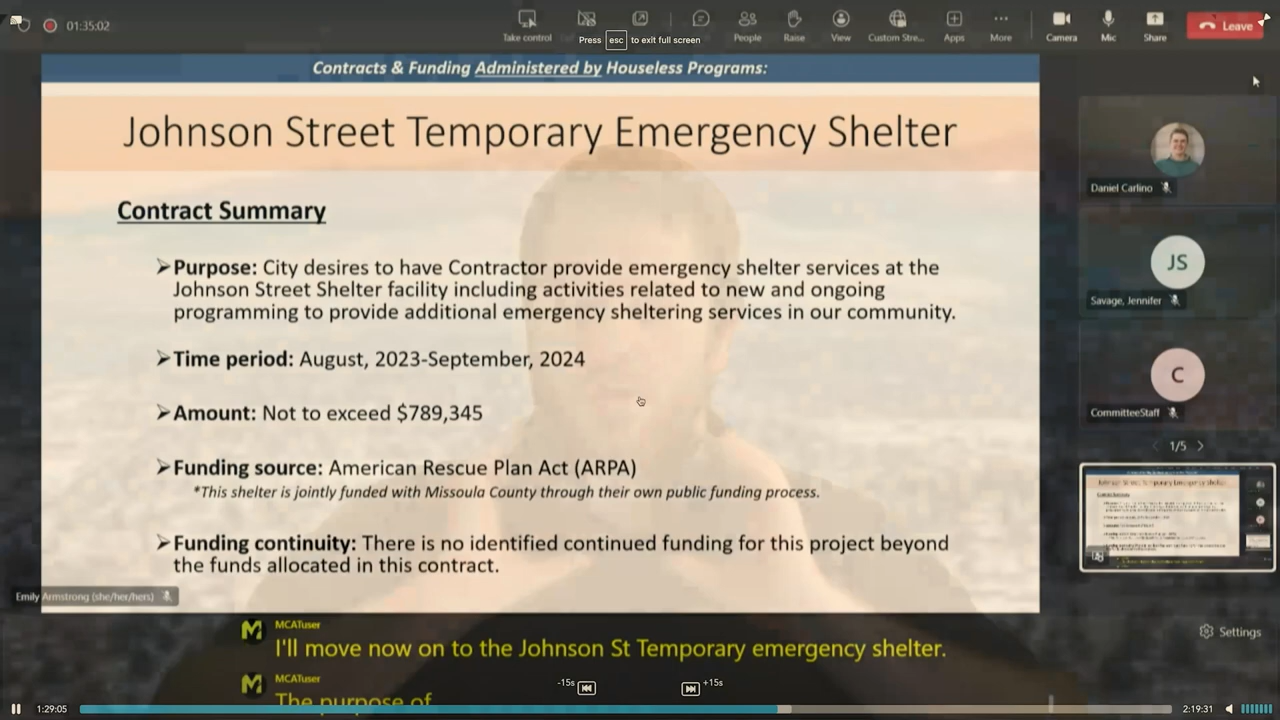 01:35:02
Take control
People
Raise
View
Custom Stre...
Apps
More
Camera
Mic
Share
Leave
Press esc to exit full screen
Contracts & Funding Administered by Houseless Programs:
Johnson Street Temporary Emergency Shelter
Contract Summary
Purpose: City desires to have Contractor provide emergency shelter services at the
Johnson Street Shelter facility including activities related to new and ongoing
programming to provide additional emergency sheltering services in our community.
Time period: August, 2023-September, 2024
Amount: Not to exceed $789,345
Funding source: American Rescue Plan Act (ARPA)
*This shelter is jointly funded with Missoula County through their own public funding process.
Funding continuity: There is no identified continued funding for this project beyond
the funds allocated in this contract.
Daniel Carlino
JS
Savage, Jennifer
C
CommitteeStaff
1/5
Emily Armstrong (she/her/hers)
MCATuser
I'll move now on to the Johnson St Temporary emergency shelter.
MCATuser
The purpose of
Settings
-15s
+15s
1:29:05
2:19:31